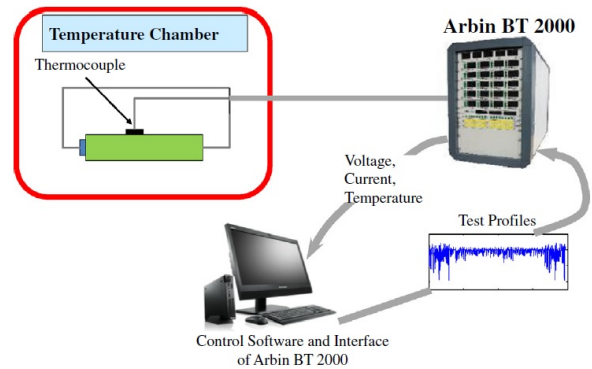 Temperature Chamber
Thermocouple
Arbin BT 2000
Voltage,
Current,
Temperature
Test Profiles
Control Software and Interface
of Arbin BT 2000